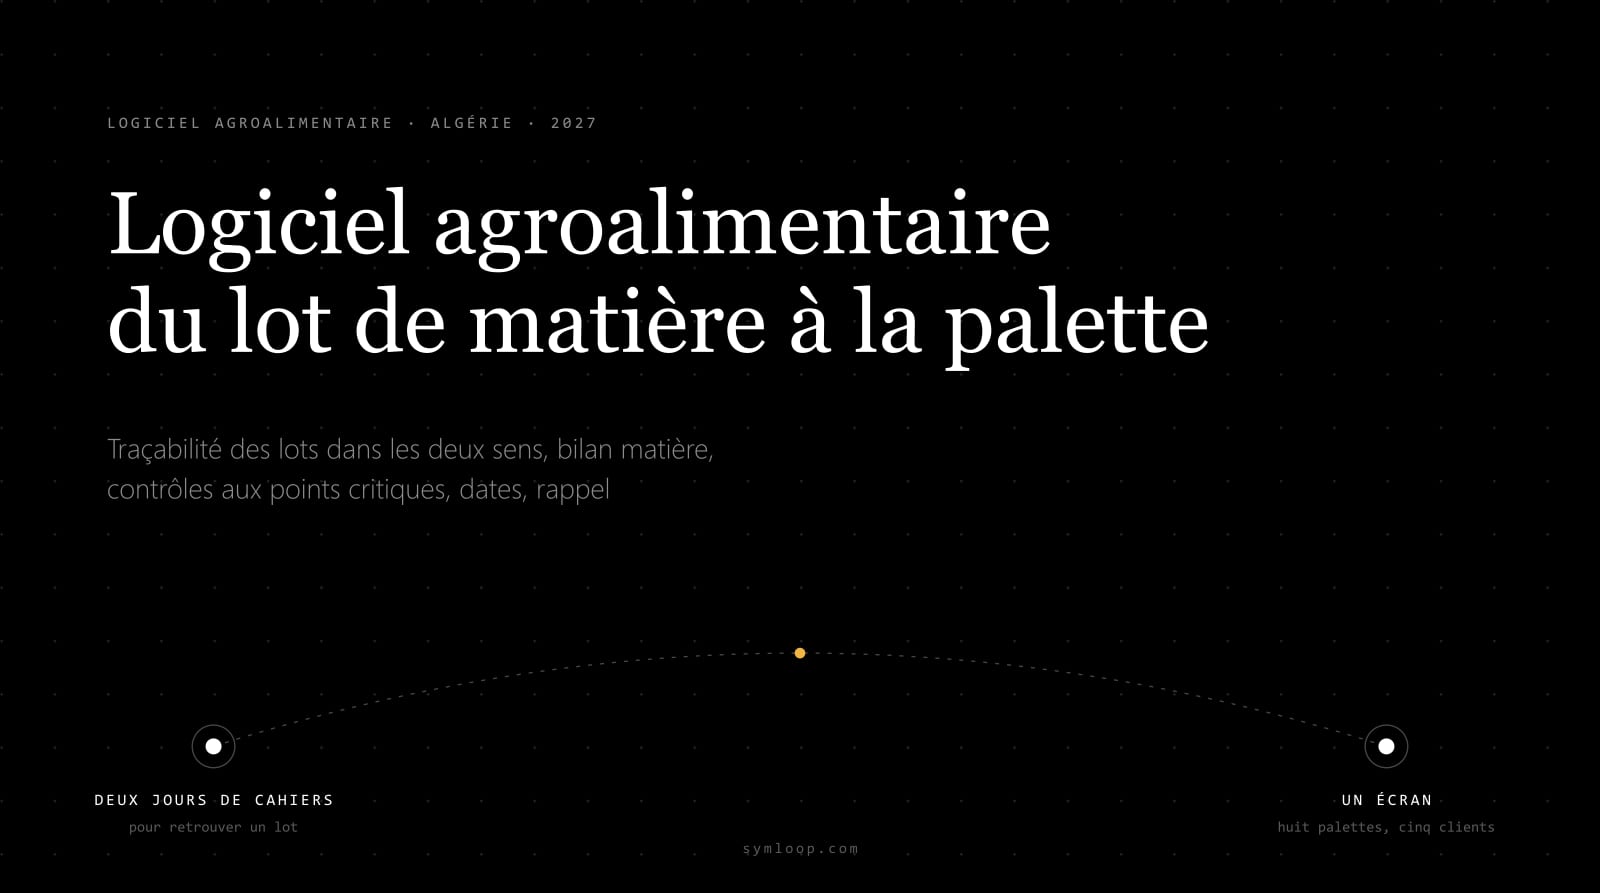 LOGICIEL AGROALIMENTAIRE · ALGÉRIE · 2027
Logiciel agroalimentaire
du lot de matière à la palette
Traçabilité des lots dans les deux sens, bilan matière,
contrôles aux points critiques, dates, rappel
DEUX JOURS DE CAHIERS
pour retrouver un lot
UN ÉCRAN
huit palettes, cinq clients
symloop.com